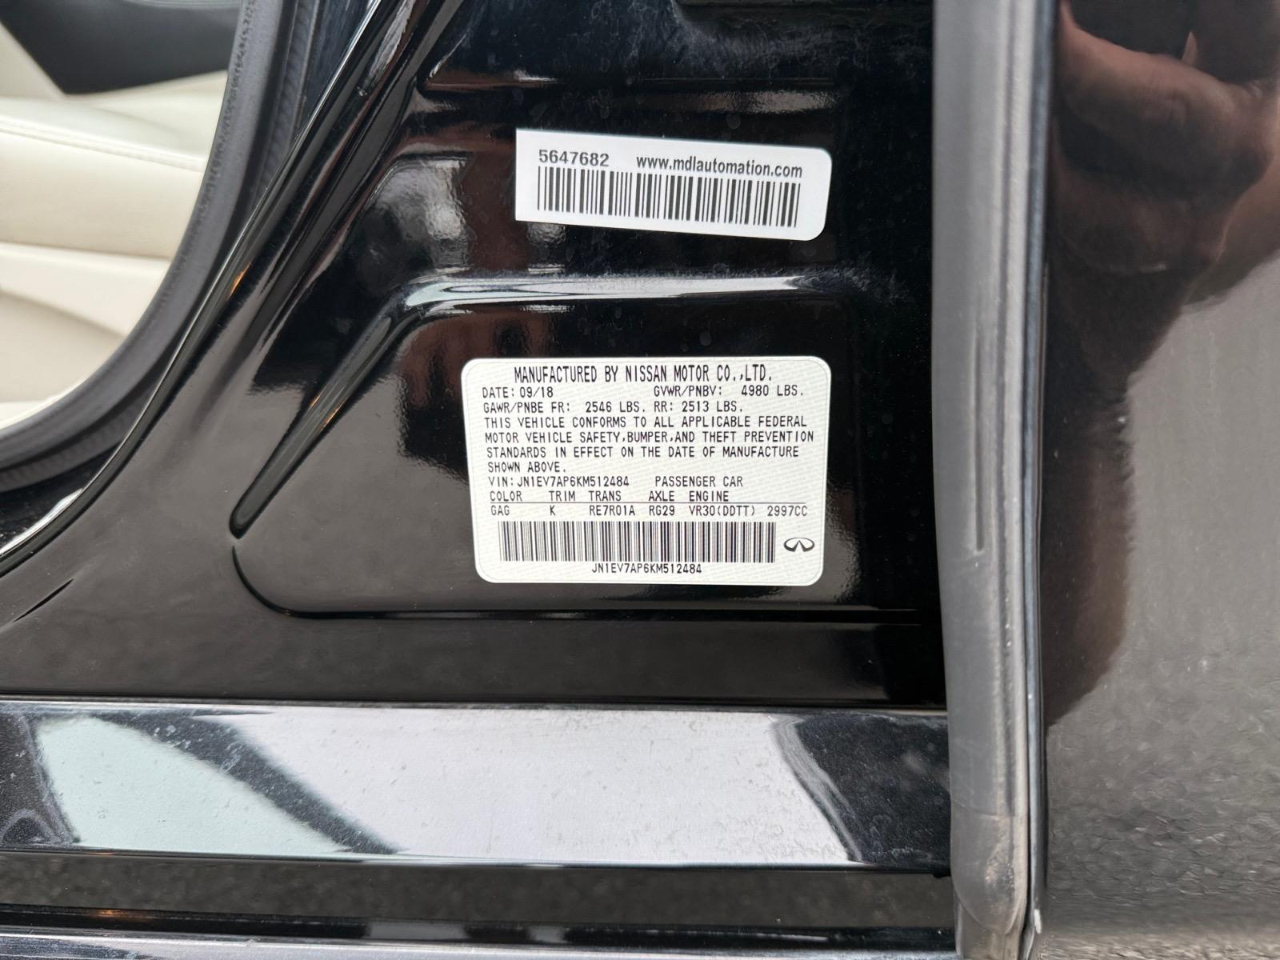 5647682 www.mdlautomation.com
MANUFACTURED BY NISSAN MOTOR CO.,LTD.
DATE: 09/18 GVWR/PNBV: 4980 LBS.
GAWR/PNBE FR: 2546 LBS. RR: 2513 LBS.
THIS VEHICLE CONFORMS TO ALL APPLICABLE FEDERAL
MOTOR VEHICLE SAFETY,BUMPER,AND THEFT PREVENTION
STANDARDS IN EFFECT ON THE DATE OF MANUFACTURE
SHOWN ABOVE.
VIN: JN1EV7AP6KM512484 PASSENGER CAR
COLOR TRIM TRANS AXLE ENGINE
GAG K RE7R01A RG29 VR30(DDTT) 2997CC
JN1EV7AP6KM512484